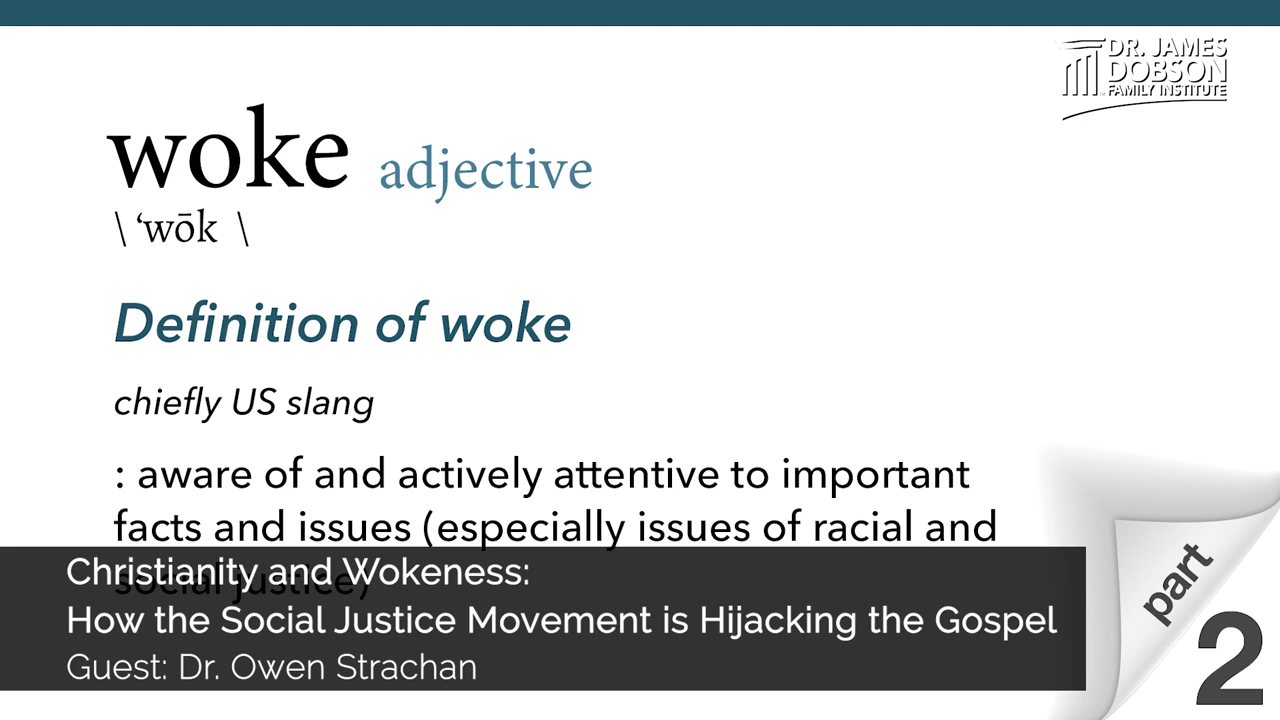 DR. JAMES
DOBSON
FAMILY INSTITUTE
woke adjective
\ ‘wōk \
Definition of woke
chiefly US slang
: aware of and actively attentive to important
facts and issues (especially issues of racial and
social justice)
Christianity and Wokeness:
How the Social Justice Movement is Hijacking the Gospel
Guest: Dr. Owen Strachan
part
2